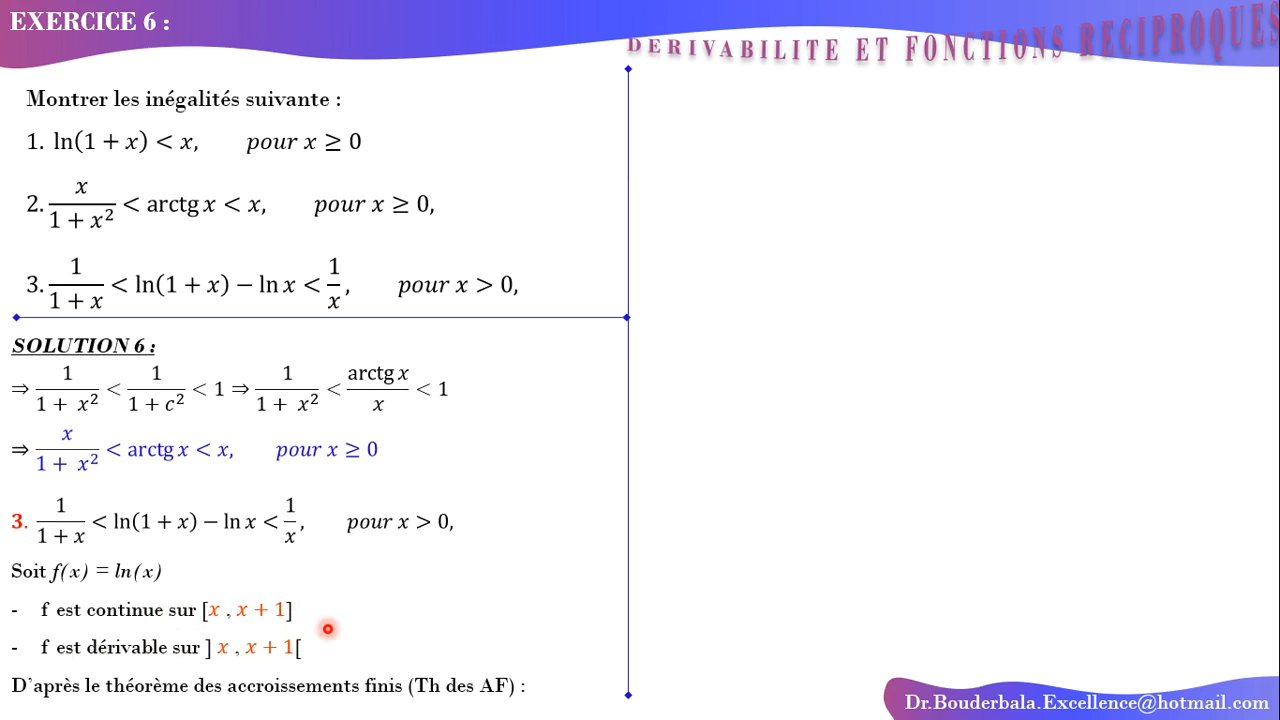 EXERCICE 6 :
DERIVABILITE ET FONCTIONS RECIPROQUES
Montrer les inégalités suivante :
1. ln(1 + x) < x, pour x ≥ 0
2. x/(1 + x²) < arctg x < x, pour x ≥ 0,
3. 1/(1 + x) < ln(1 + x) − ln x < 1/x, pour x > 0,
SOLUTION 6 :
⇒ 1/(1 + x²) < 1/(1 + c²) < 1 ⇒ 1/(1 + x²) < arctg x/x < 1
⇒ x/(1 + x²) < arctg x < x, pour x ≥ 0
3. 1/(1 + x) < ln(1 + x) − ln x < 1/x, pour x > 0,
Soit f(x) = ln(x)
- f est continue sur [x , x + 1]
- f est dérivable sur ] x , x + 1[
D'après le théorème des accroissements finis (Th des AF) :
Dr.Bouderbala.Excellence@hotmail.com